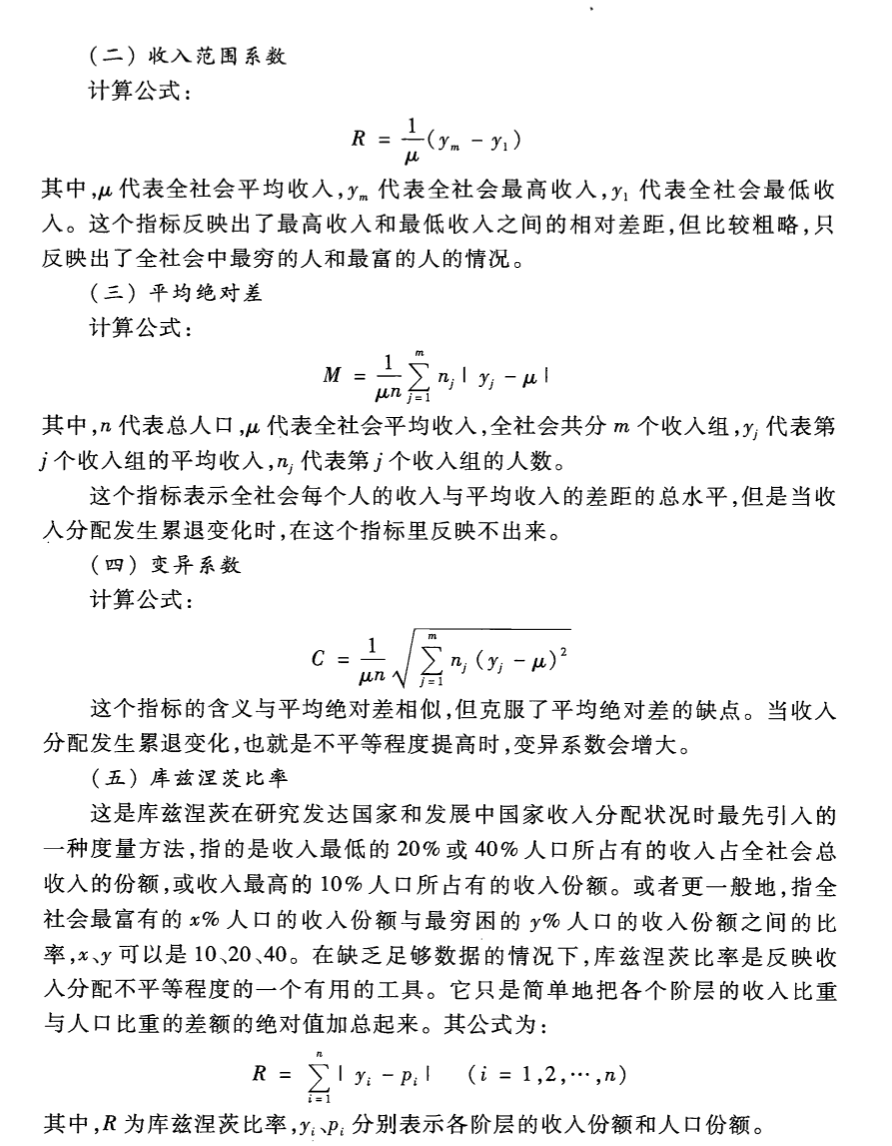 （二）收入范围系数
计算公式：
R = \frac{1}{μ}(y_m - y_1)
其中,μ 代表全社会平均收入,y_m 代表全社会最高收入,y_1 代表全社会最低收
入。这个指标反映出了最高收入和最低收入之间的相对差距,但比较粗略,只
反映出了全社会中最穷的人和最富的人的情况。
（三）平均绝对差
计算公式：
M = \frac{1}{μn} \sum_{j=1}^{m} n_j | y_j - μ |
其中,n 代表总人口,μ 代表全社会平均收入,全社会共分 m 个收入组,y_j 代表第
j 个收入组的平均收入,n_j 代表第 j 个收入组的人数。
这个指标表示全社会每个人的收入与平均收入的差距的总水平,但是当收
入分配发生累退变化时,在这个指标里反映不出来。
（四）变异系数
计算公式：
C = \frac{1}{μn} \sqrt{\sum_{j=1}^{m} n_j (y_j - μ)^2}
这个指标的含义与平均绝对差相似,但克服了平均绝对差的缺点。当收入
分配发生累退变化,也就是不平等程度提高时,变异系数会增大。
（五）库兹涅茨比率
这是库兹涅茨在研究发达国家和发展中国家收入分配状况时最先引入的
一种度量方法,指的是收入最低的 20% 或 40% 人口所占有的收入占全社会总
收入的份额,或收入最高的 10% 人口所占有的收入份额。或者更一般地,指全
社会最富有的 x% 人口的收入份额与最穷困的 y% 人口的收入份额之间的比
率,x、y 可以是 10、20、40。在缺乏足够数据的情况下,库兹涅茨比率是反映收
入分配不平等程度的一个有用的工具。它只是简单地把各个阶层的收入比重
与人口比重的差额的绝对值加总起来。其公式为：
R = \sum_{i=1}^{n} | y_i - p_i | (i = 1,2,⋯,n)
其中,R 为库兹涅茨比率,y_i、p_i 分别表示各阶层的收入份额和人口份额。